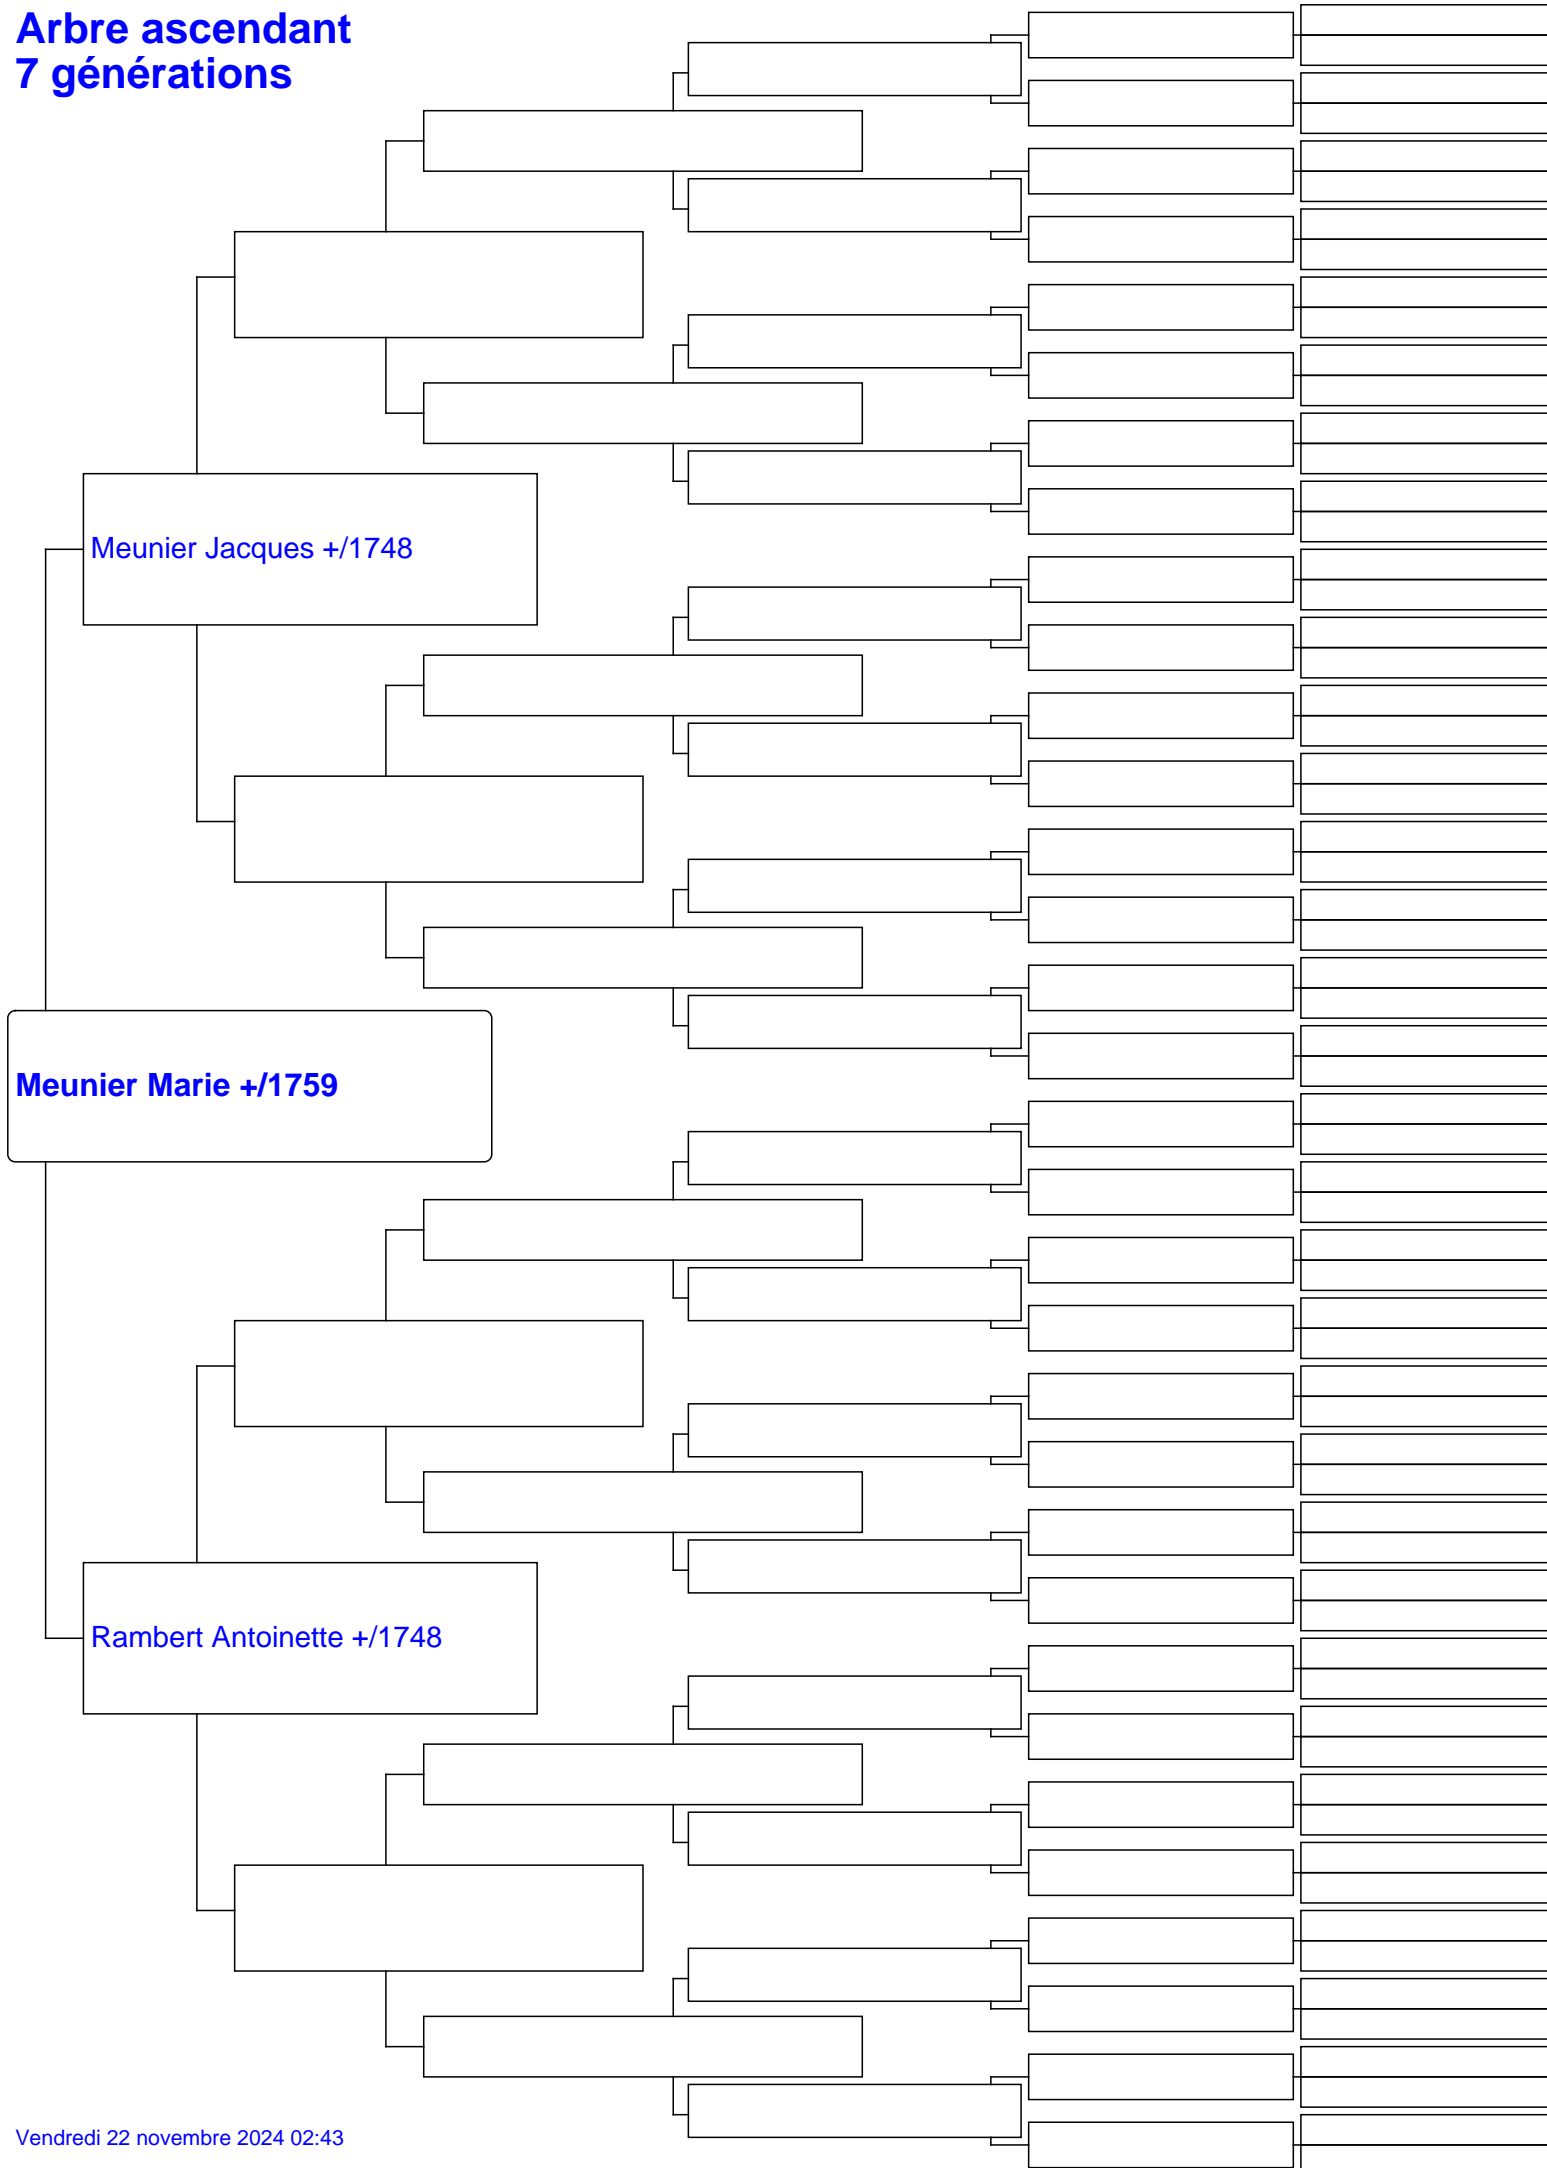 Arbre ascendant
7 générations
Meunier Jacques +/1748
Meunier Marie +/1759
Rambert Antoinette +/1748
Vendredi 22 novembre 2024 02:43